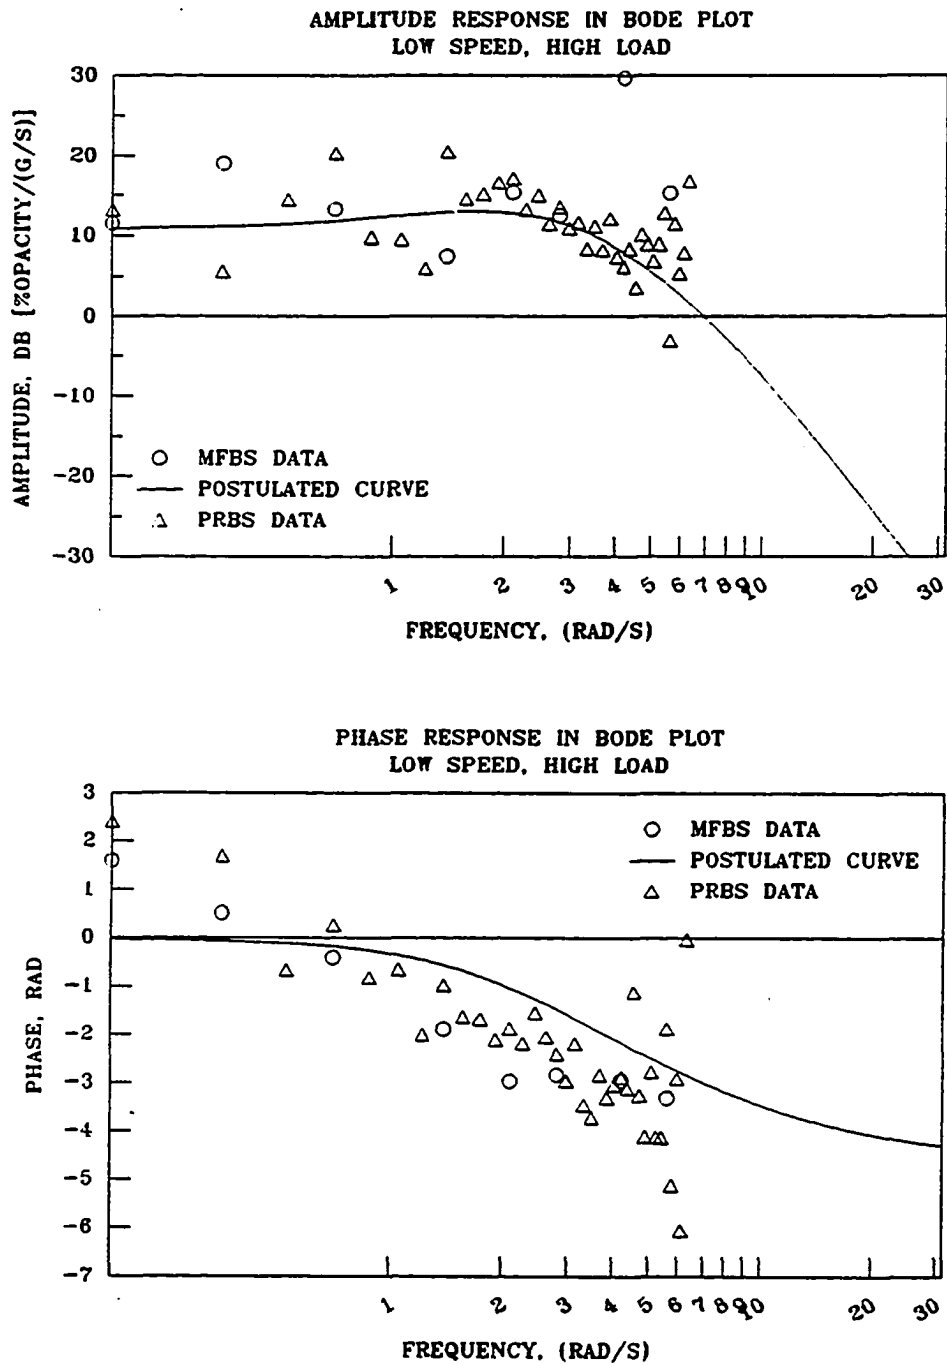 AMPLITUDE RESPONSE IN BODE PLOT
LOW SPEED, HIGH LOAD
AMPLITUDE, DB [%OPACITY/(G/S)]
30
20
10
0
-10
-20
-30
MFBS DATA
POSTULATED CURVE
PRBS DATA
1 2 3 4 5 6 7 8 9 10 20 30
FREQUENCY, (RAD/S)
PHASE RESPONSE IN BODE PLOT
LOW SPEED, HIGH LOAD
PHASE, RAD
3
2
1
0
-1
-2
-3
-4
-5
-6
-7
MFBS DATA
POSTULATED CURVE
PRBS DATA
1 2 3 4 5 6 7 8 9 10 20 30
FREQUENCY, (RAD/S)